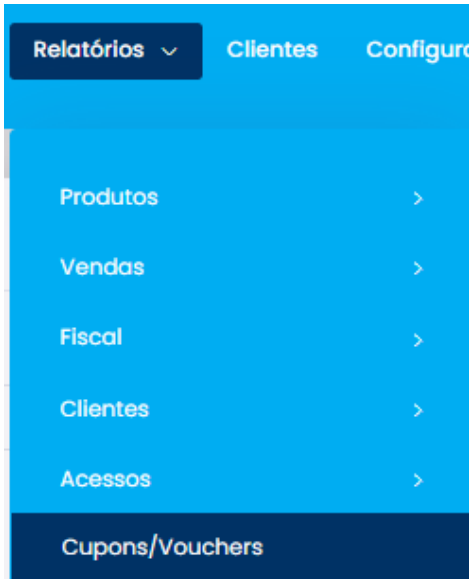 Relatórios Clientes
Produtos
Vendas
Fiscal
Clientes
Acessos
Cupons/Vouchers